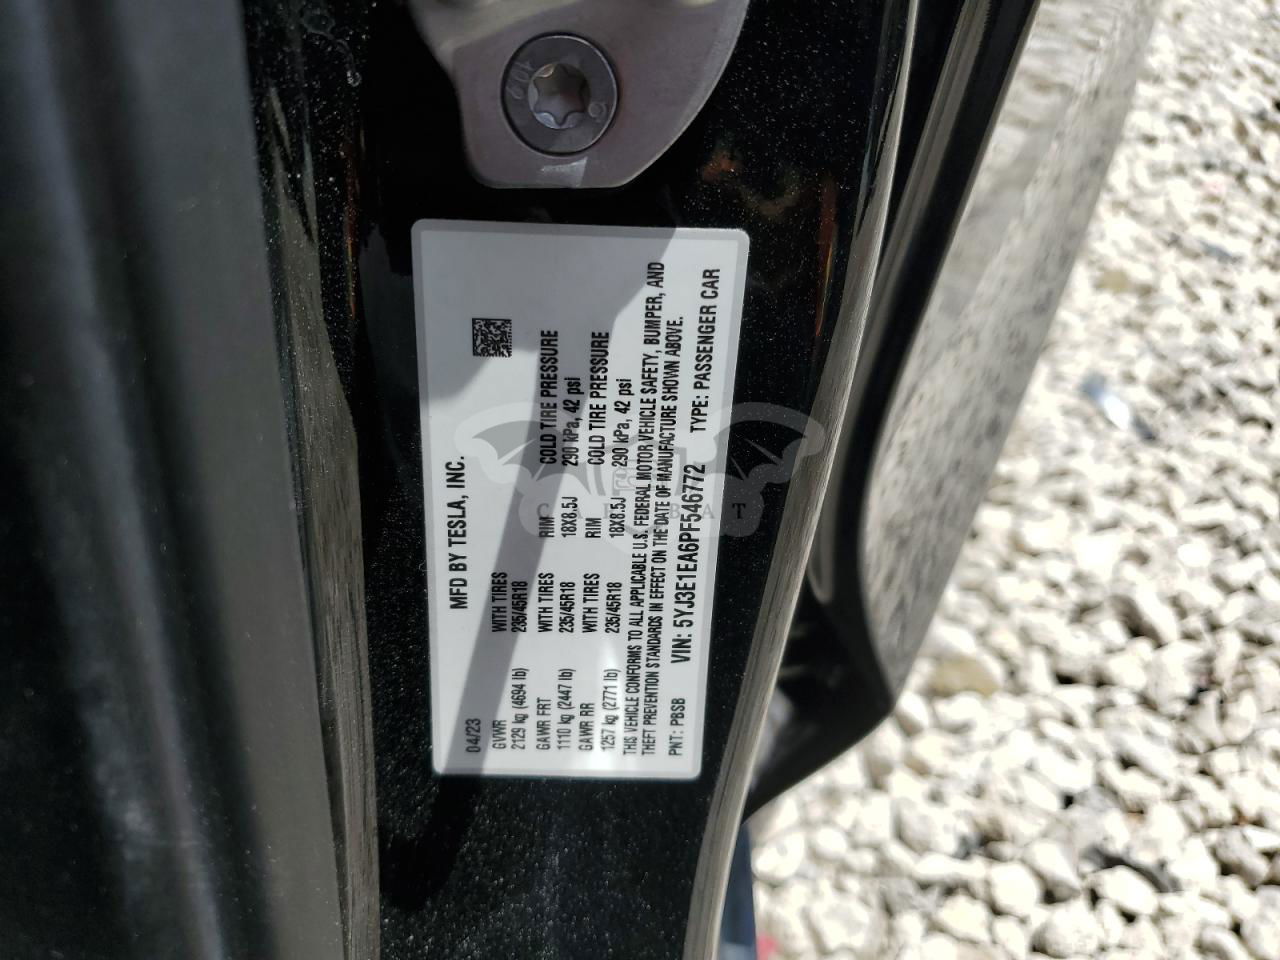 MFD BY TESLA, INC.
04/23
GVWR WITH TIRES RIM COLD TIRE PRESSURE
2129 kg (4694 lb) 235/45R18 18X8.5J 290 kPa, 42 psi
GAWR FRT WITH TIRES RIM COLD TIRE PRESSURE
1110 kg (2447 lb) 235/45R18 18X8.5J 290 kPa, 42 psi
GAWR RR WITH TIRES
1257 kg (2771 lb) 235/45R18
THIS VEHICLE CONFORMS TO ALL APPLICABLE U.S. FEDERAL MOTOR VEHICLE SAFETY, BUMPER, AND
THEFT PREVENTION STANDARDS IN EFFECT ON THE DATE OF MANUFACTURE SHOWN ABOVE.
PNT: PBSB VIN: 5YJ3E1EA6PF546772 TYPE: PASSENGER CAR
10.9
CAR BAT